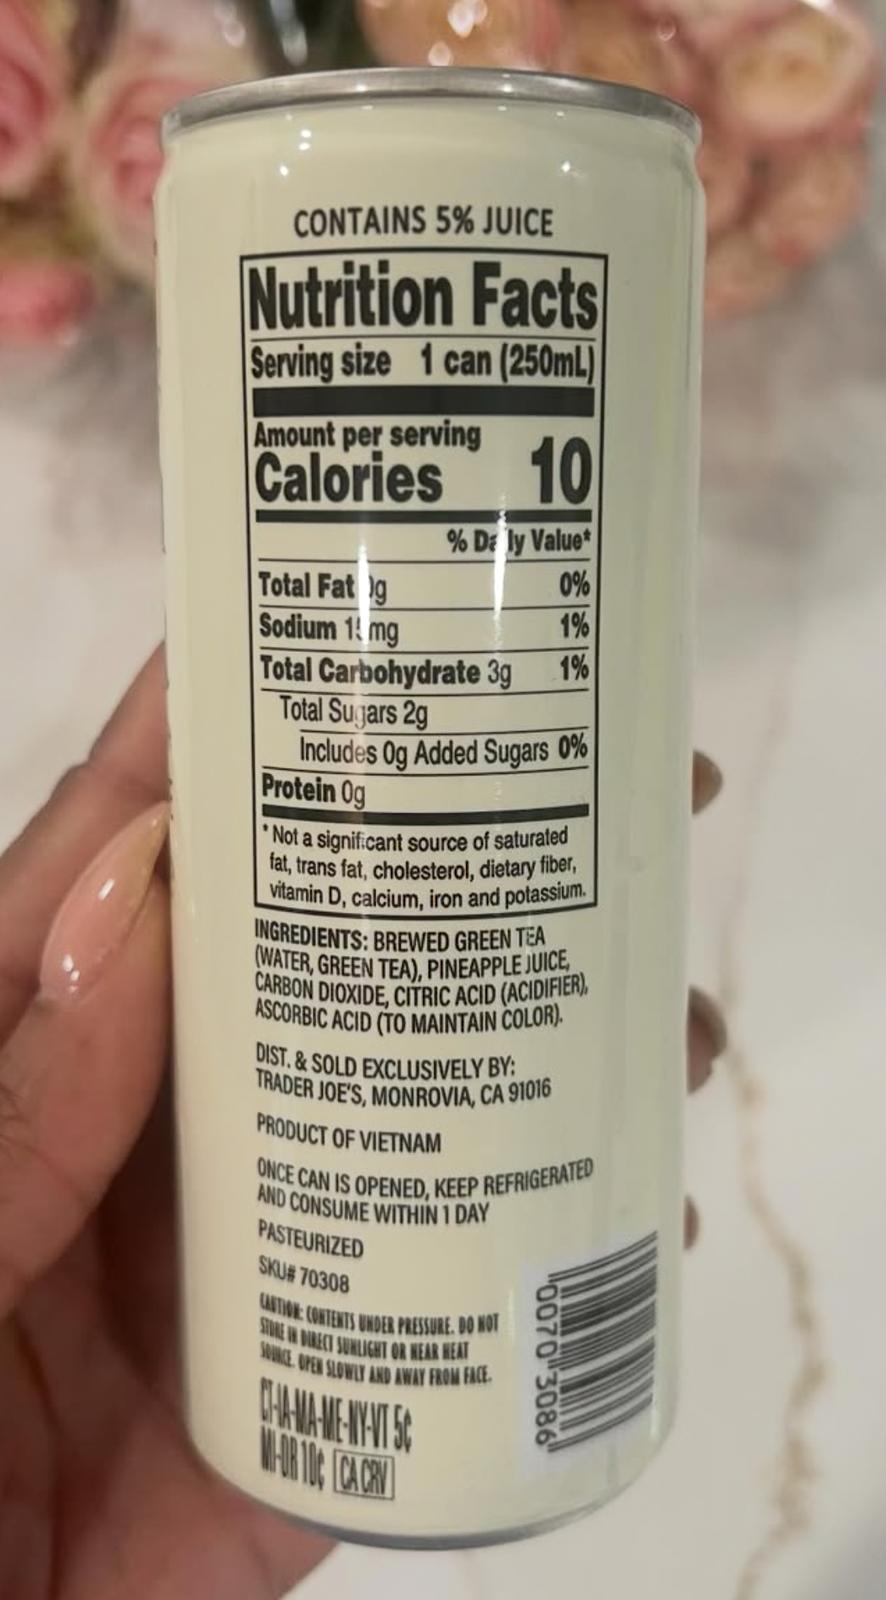 CONTAINS 5% JUICE
Nutrition Facts
Serving size 1 can (250mL)
Amount per serving
Calories 10
% Daily Value*
Total Fat 0g 0%
Sodium 15mg 1%
Total Carbohydrate 3g 1%
Total Sugars 2g
Includes 0g Added Sugars 0%
Protein 0g
* Not a significant source of saturated
fat, trans fat, cholesterol, dietary fiber,
vitamin D, calcium, iron and potassium.
INGREDIENTS: BREWED GREEN TEA
(WATER, GREEN TEA), PINEAPPLE JUICE,
CARBON DIOXIDE, CITRIC ACID (ACIDIFIER),
ASCORBIC ACID (TO MAINTAIN COLOR).
DIST. & SOLD EXCLUSIVELY BY:
TRADER JOE'S, MONROVIA, CA 91016
PRODUCT OF VIETNAM
ONCE CAN IS OPENED, KEEP REFRIGERATED
AND CONSUME WITHIN 1 DAY
PASTEURIZED
SKU# 70308
CAUTION: CONTENTS UNDER PRESSURE. DO NOT
STORE IN DIRECT SUNLIGHT OR NEAR HEAT
SOURCE. OPEN SLOWLY AND AWAY FROM FACE.
CT-IA-MA-ME-NY-VT 5¢
MI-OR 10¢ CA CRV
0070 3086